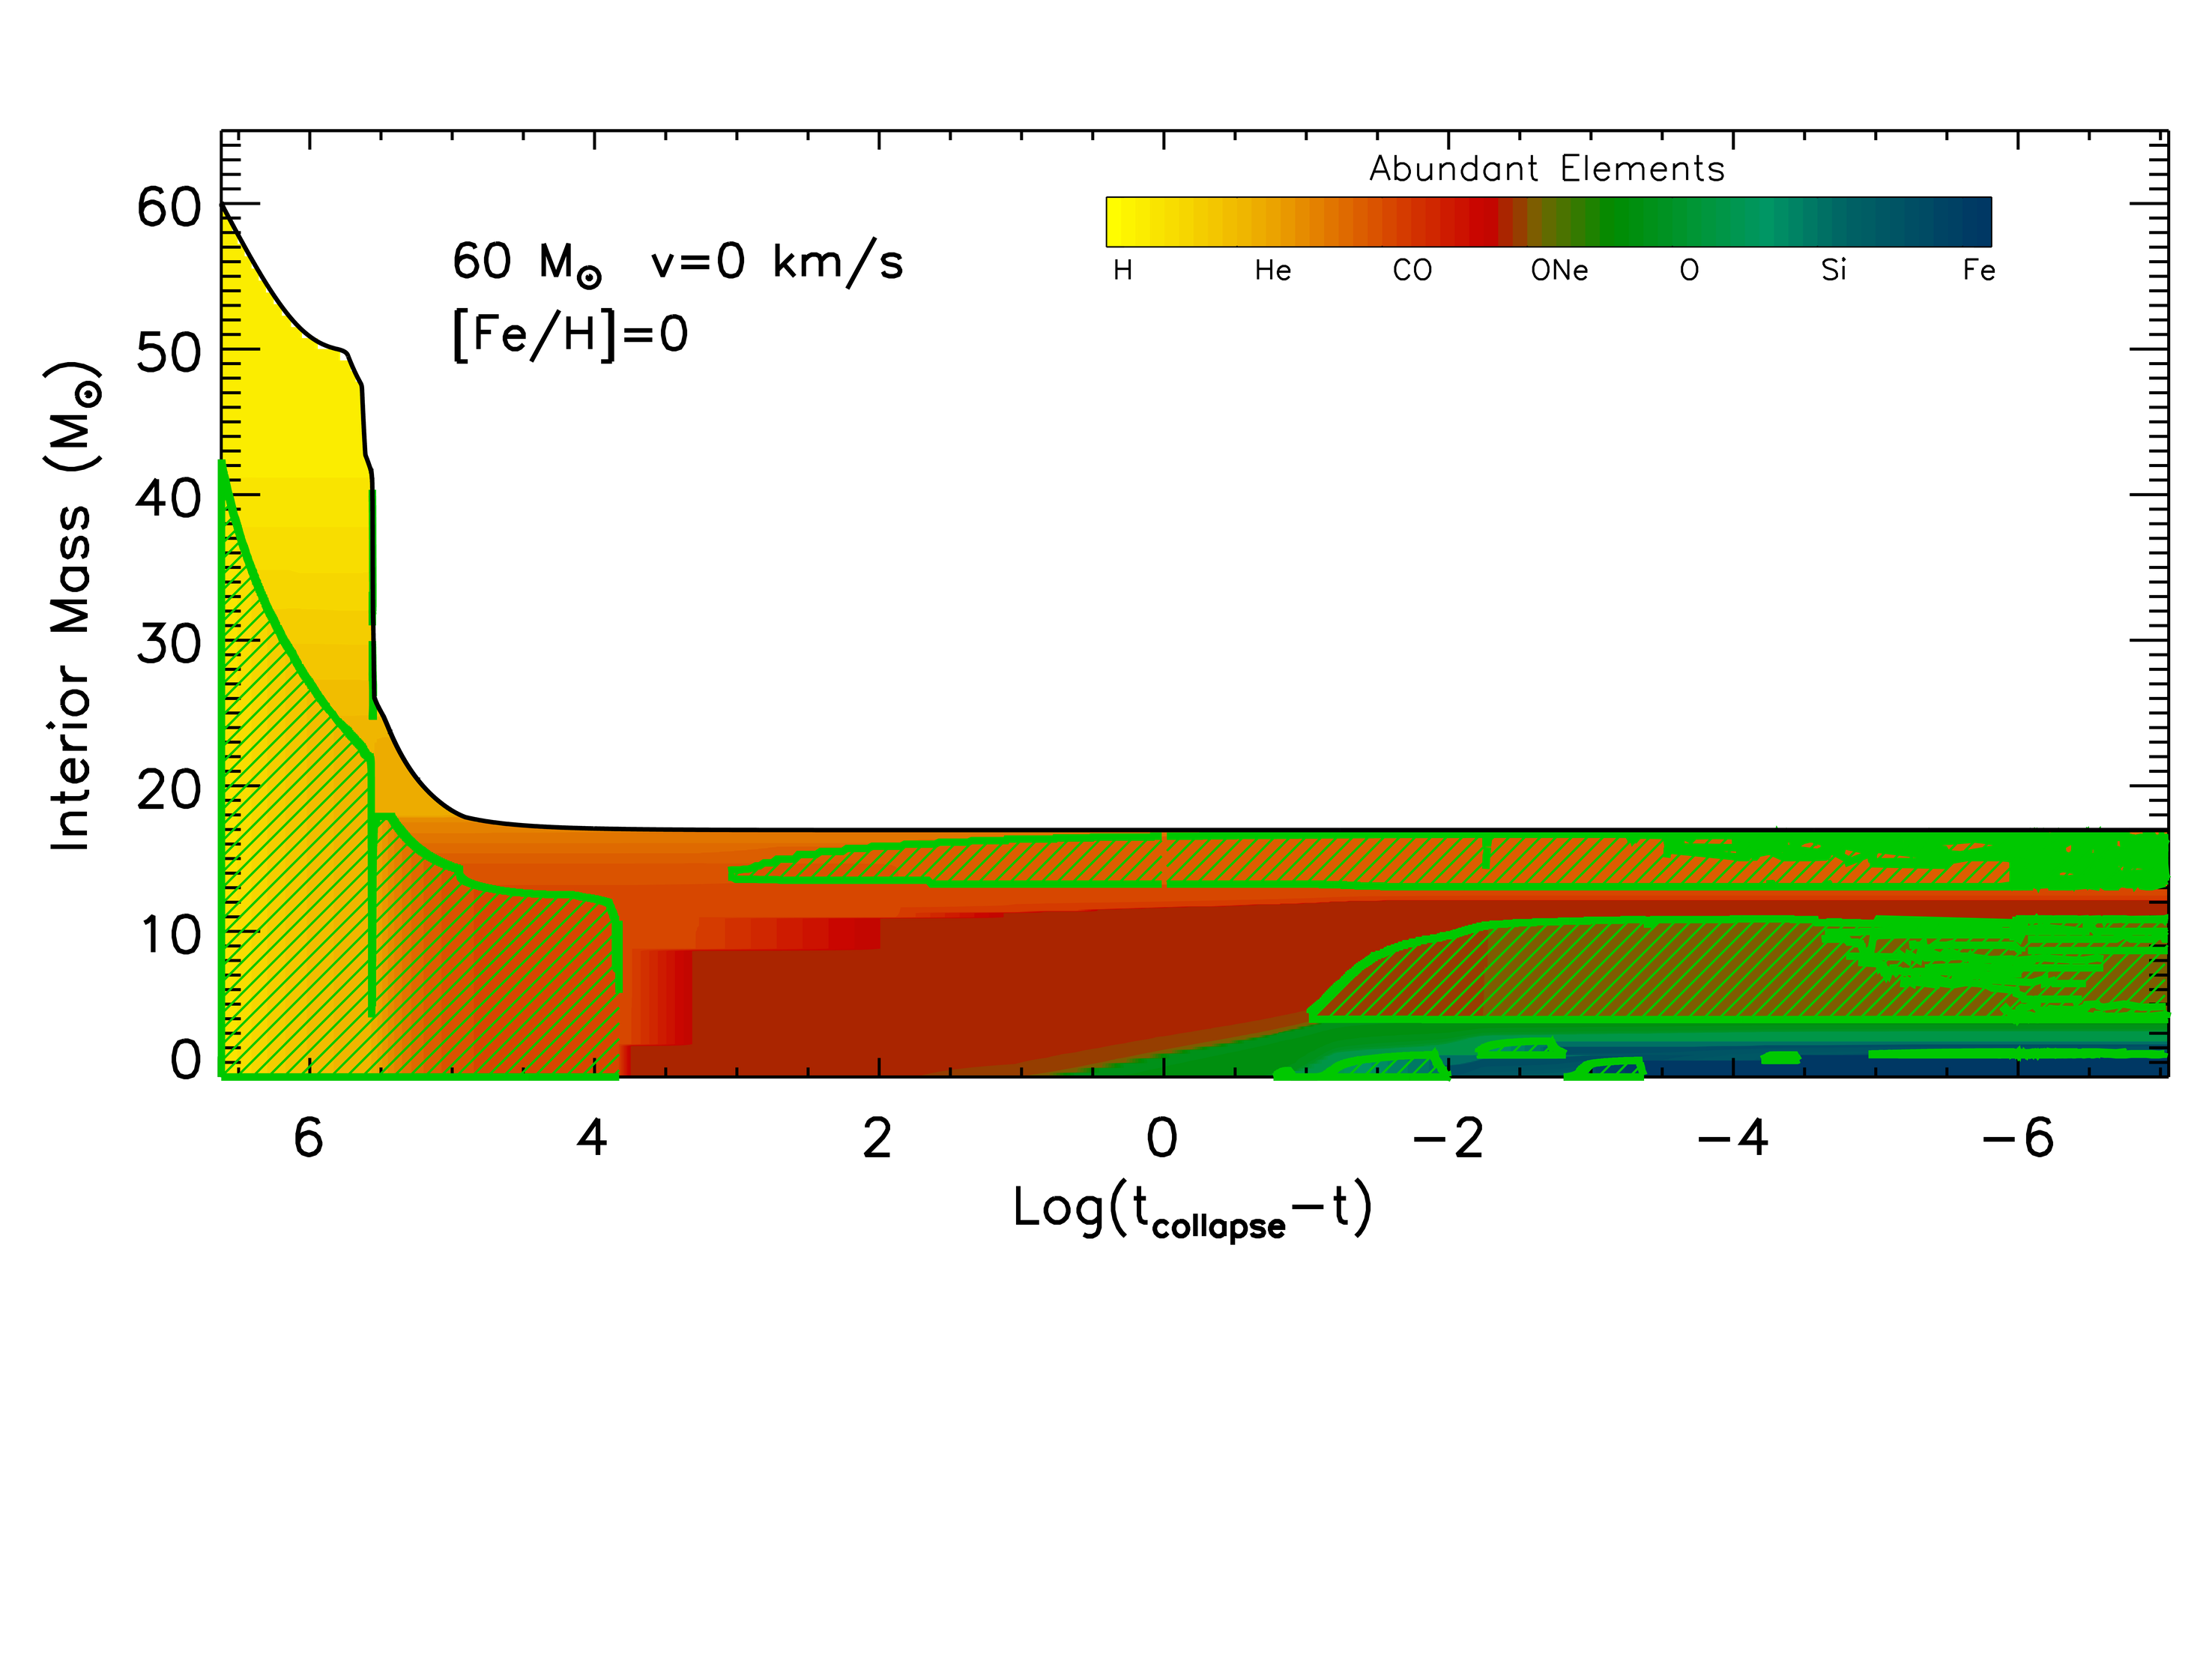 Abundant Elements
H He CO ONe O Si Fe
60 M☉ v=0 km/s
[Fe/H]=0
Interior Mass (M☉)
60
50
40
30
20
10
0
6 4 2 0 −2 −4 −6
Log(t_collapse−t)